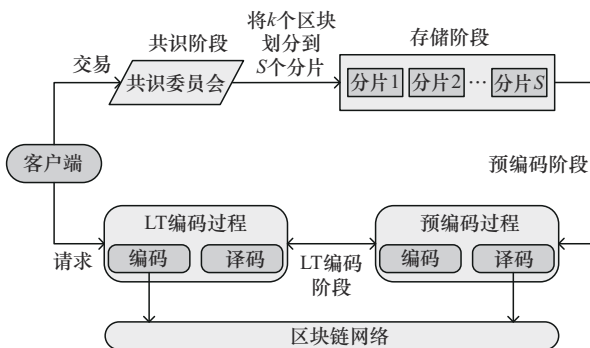 共识阶段
将k个区块
划分到
S个分片
存储阶段
交易
共识委员会
分片1 分片2 … 分片S
客户端
预编码阶段
LT编码过程
预编码过程
请求
编码 译码
LT编码
阶段
编码 译码
区块链网络